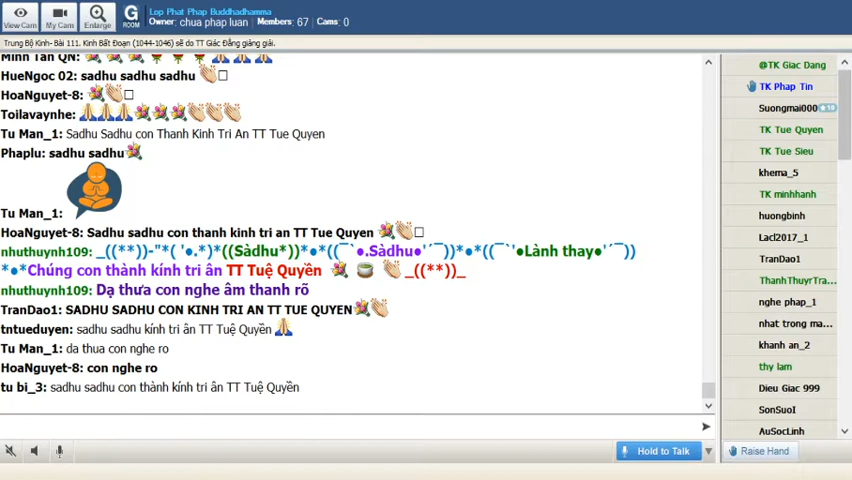 Lop Phat Phap Buddhadhamma
Owner: chua phap luan Members: 67 Cams: 0
View Cam
My Cam
Enlarge
G
ROOM
Trung Bộ Kinh- Bài 111. Kinh Bất Đoạn (1044-1046) sẽ do TT Giác Đẳng giảng giải.
Minh Tan QN:
HueNgoc 02: sadhu sadhu sadhu
HoaNguyet-8:
Toilavaynhe:
Tu Man_1: Sadhu Sadhu con Thanh Kinh Tri An TT Tue Quyen
Phaplu: sadhu sadhu
Tu Man_1:
HoaNguyet-8: Sadhu sadhu con thanh kinh tri an TT Tue Quyen
nhuthuynh109: _((**))-"*( '●.*)*((Sàdhu*))*●*((¯`●.Sàdhu●'´¯))*●*((¯`'●Lành thay●'´¯))
*●*Chúng con thành kính tri ân TT Tuệ Quyền _((**))_
nhuthuynh109: Dạ thưa con nghe âm thanh rõ
TranDao1: SADHU SADHU CON KINH TRI AN TT TUE QUYEN
tntueduyen: sadhu sadhu kính tri ân TT Tuệ Quyền
Tu Man_1: da thua con nghe ro
HoaNguyet-8: con nghe ro
tu bi_3: sadhu sadhu con thành kính tri ân TT Tuệ Quyền
Hold to Talk
@TK Giac Dang
TK Phap Tin
Suongmai000
TK Tue Quyen
TK Tue Sieu
khema_5
TK minhhanh
huongbinh
Lacl2017_1
TranDao1
ThanhThuyrTra...
nghe phap_1
nhat trong ma...
khanh an_2
thy lam
Dieu Giac 999
SonSuoI
AuSocLinh
Raise Hand